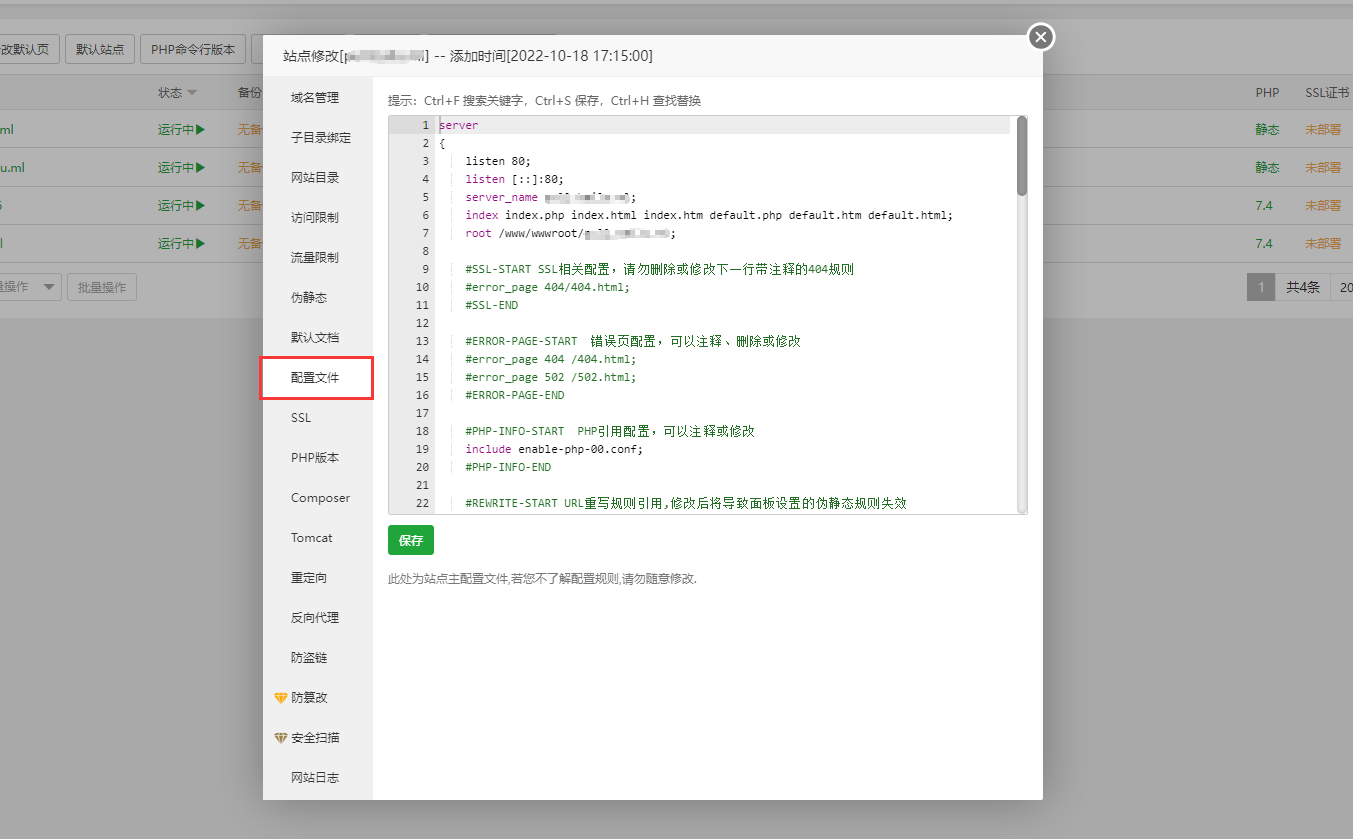 改默认页 默认站点 PHP命令行版本
站点修改[ ] -- 添加时间[2022-10-18 17:15:00]
状态 备份 PHP SSL证书
ml 运行中 无备 静态 未部署
u.ml 运行中 无备 静态 未部署
运行中 无备 7.4 未部署
运行中 无备 7.4 未部署
操作 批量操作 1 共4条 20
域名管理
子目录绑定
网站目录
访问限制
流量限制
伪静态
默认文档
配置文件
SSL
PHP版本
Composer
Tomcat
重定向
反向代理
防盗链
防篡改
安全扫描
网站日志
提示：Ctrl+F 搜索关键字，Ctrl+S 保存，Ctrl+H 查找替换
1 server
2 {
3 listen 80;
4 listen [::]:80;
5 server_name ;
6 index index.php index.html index.htm default.php default.htm default.html;
7 root /www/wwwroot/ ;
8
9 #SSL-START SSL相关配置，请勿删除或修改下一行带注释的404规则
10 #error_page 404/404.html;
11 #SSL-END
12
13 #ERROR-PAGE-START 错误页配置，可以注释、删除或修改
14 #error_page 404 /404.html;
15 #error_page 502 /502.html;
16 #ERROR-PAGE-END
17
18 #PHP-INFO-START PHP引用配置，可以注释或修改
19 include enable-php-00.conf;
20 #PHP-INFO-END
21
22 #REWRITE-START URL重写规则引用,修改后将导致面板设置的伪静态规则失效
保存
此处为站点主配置文件,若您不了解配置规则,请勿随意修改.